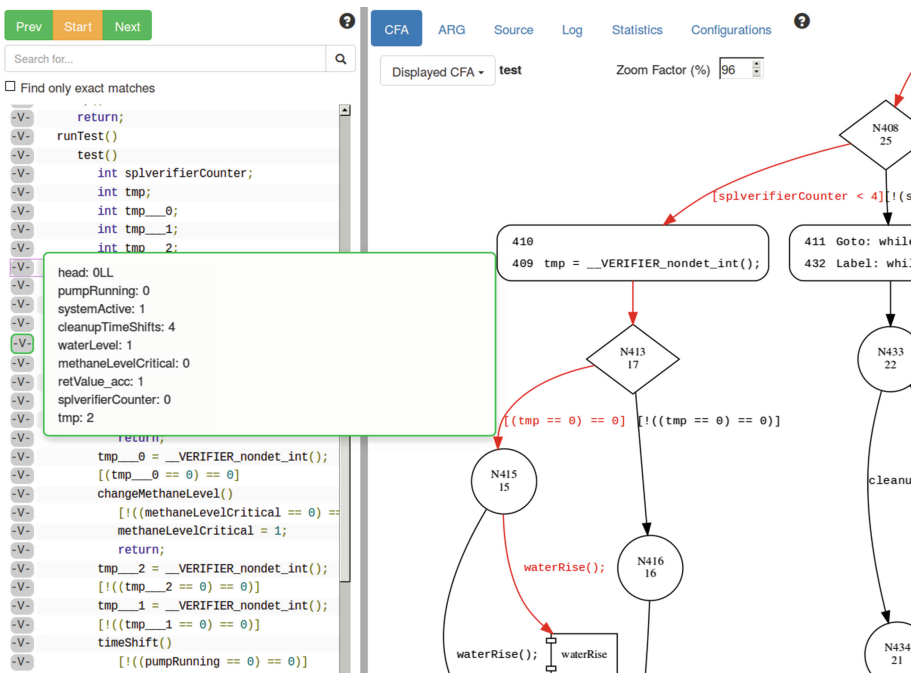 Prev Start Next
Search for...
Find only exact matches
-V- return;
-V- runTest()
-V- test()
-V- int splverifierCounter;
-V- int tmp;
-V- int tmp___0;
-V- int tmp___1;
-V- int tmp___2;
-V-
head: 0LL
pumpRunning: 0
systemActive: 1
cleanupTimeShifts: 4
waterLevel: 1
methaneLevelCritical: 0
retValue_acc: 1
splverifierCounter: 0
tmp: 2
-V-
-V-
-V-
-V-
-V-
-V-
-V-
-V-
-V- return;
-V- tmp___0 = __VERIFIER_nondet_int();
-V- [(tmp___0 == 0) == 0]
-V- changeMethaneLevel()
-V- [!((methaneLevelCritical == 0) ==
-V- methaneLevelCritical = 1;
-V- return;
-V- tmp___2 = __VERIFIER_nondet_int();
-V- [!((tmp___2 == 0) == 0)]
-V- tmp___1 = __VERIFIER_nondet_int();
-V- [!((tmp___1 == 0) == 0)]
-V- timeShift()
-V- [!((pumpRunning == 0) == 0)]
CFA ARG Source Log Statistics Configurations
Displayed CFA test Zoom Factor (%) 96
N408
25
[splverifierCounter < 4] [!(s
410
409 tmp = __VERIFIER_nondet_int();
411 Goto: while
432 Label: whil
N413
17
N433
22
[(tmp == 0) == 0] [!((tmp == 0) == 0)]
N415
15
cleanu
N416
16
waterRise();
waterRise(); waterRise
N434
21